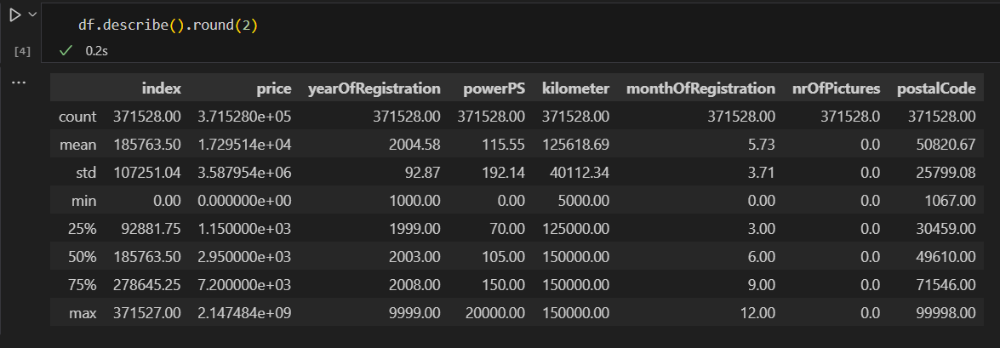 df.describe().round(2)
[4]
0.2s
...
index price yearOfRegistration powerPS kilometer monthOfRegistration nrOfPictures postalCode
count 371528.00 3.715280e+05 371528.00 371528.00 371528.00 371528.00 371528.0 371528.00
mean 185763.50 1.729514e+04 2004.58 115.55 125618.69 5.73 0.0 50820.67
std 107251.04 3.587954e+06 92.87 192.14 40112.34 3.71 0.0 25799.08
min 0.00 0.000000e+00 1000.00 0.00 5000.00 0.00 0.0 1067.00
25% 92881.75 1.150000e+03 1999.00 70.00 125000.00 3.00 0.0 30459.00
50% 185763.50 2.950000e+03 2003.00 105.00 150000.00 6.00 0.0 49610.00
75% 278645.25 7.200000e+03 2008.00 150.00 150000.00 9.00 0.0 71546.00
max 371527.00 2.147484e+09 9999.00 20000.00 150000.00 12.00 0.0 99998.00